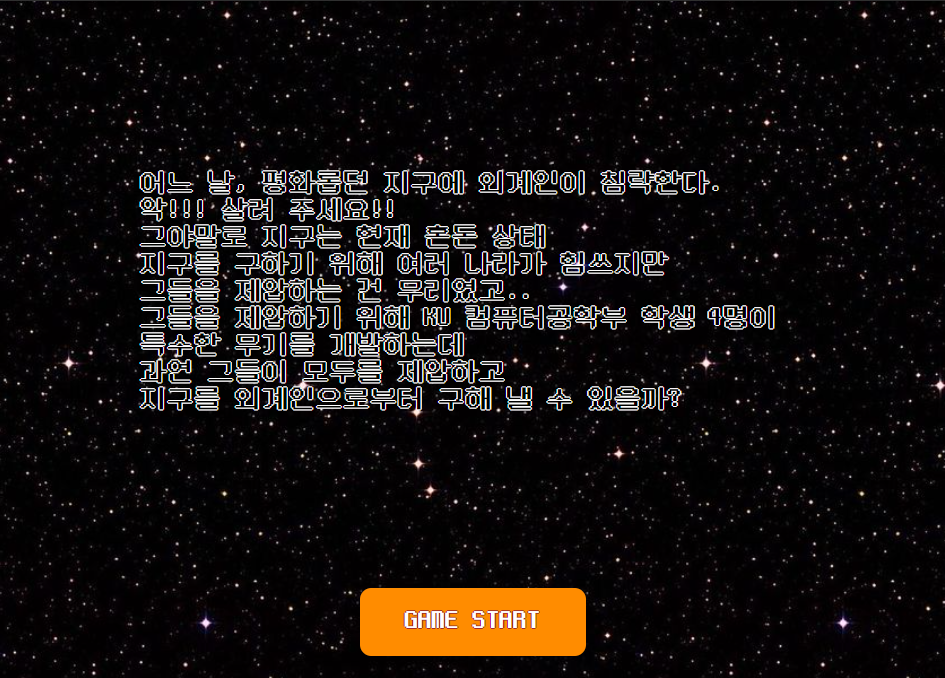 어느 날, 평화롭던 지구에 외계인이 침략한다.
악!!! 살려 주세요!!
그야말로 지구는 현재 혼돈 상태
지구를 구하기 위해 여러 나라가 힘쓰지만
그들을 제압하는 건 무리였고..
그들을 제압하기 위해 KU 컴퓨터공학부 학생 4명이
특수한 무기를 개발하는데
과연 그들이 모두를 제압하고
지구를 외계인으로부터 구해 낼 수 있을까?
GAME START